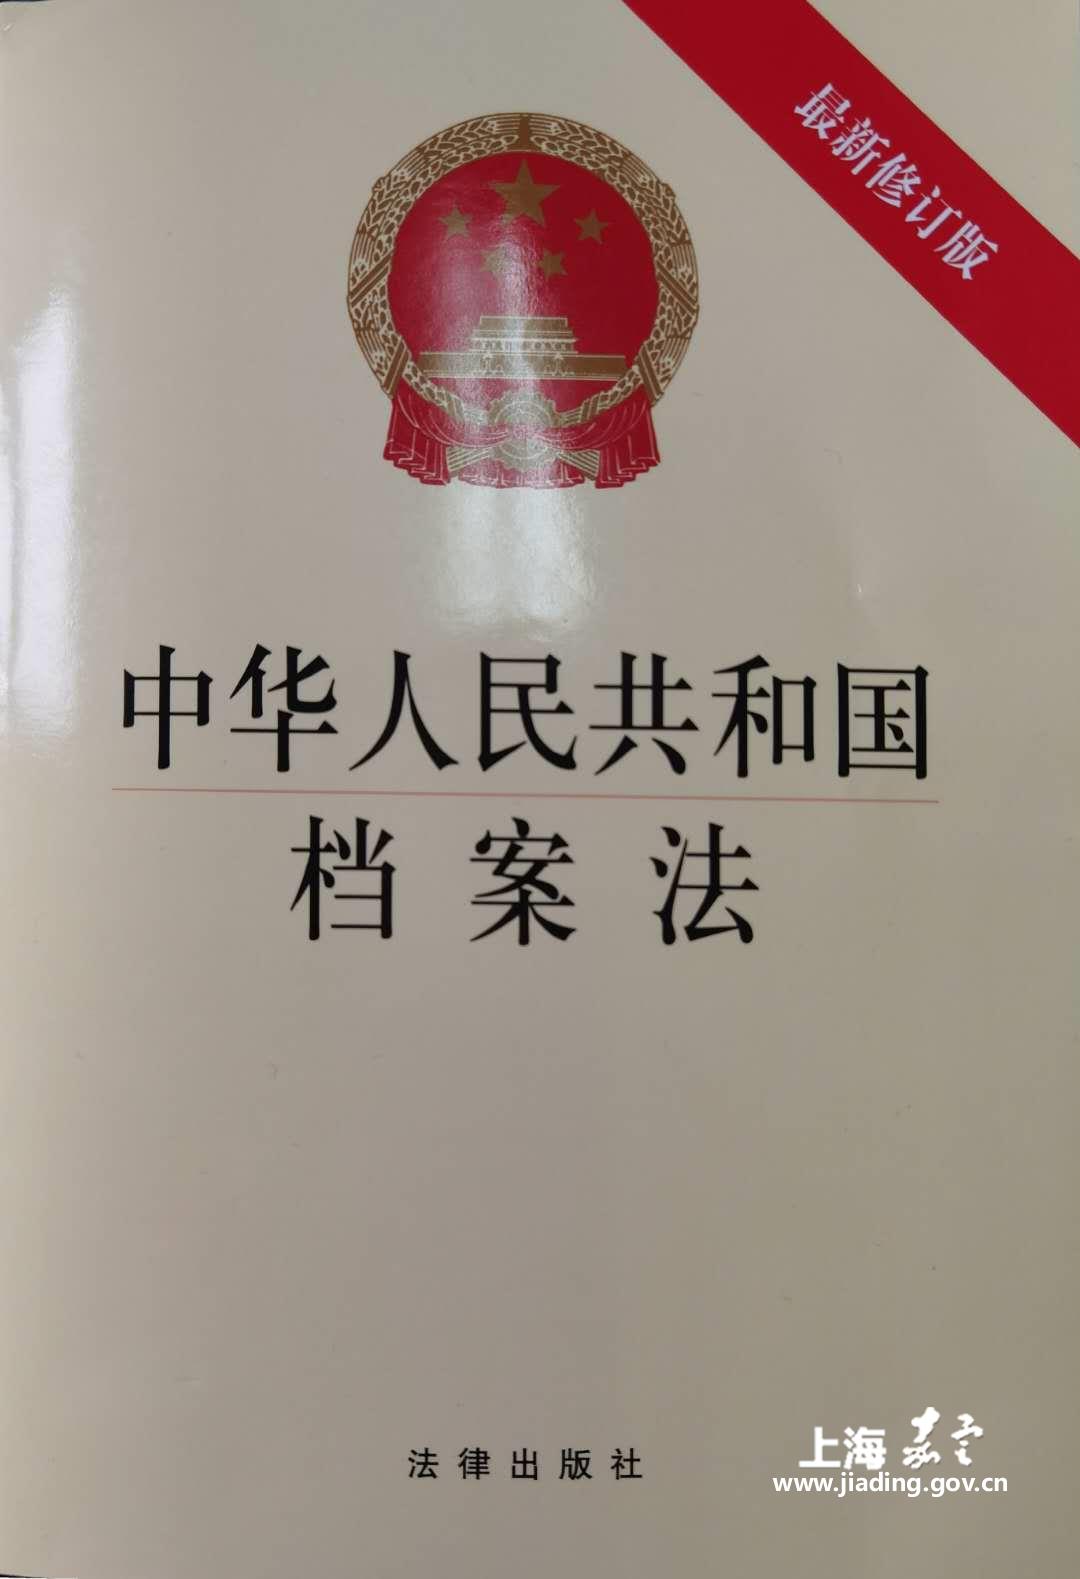 最新修订版
中华人民共和国
档案法
法律出版社
上海嘉定
www.jiading.gov.cn